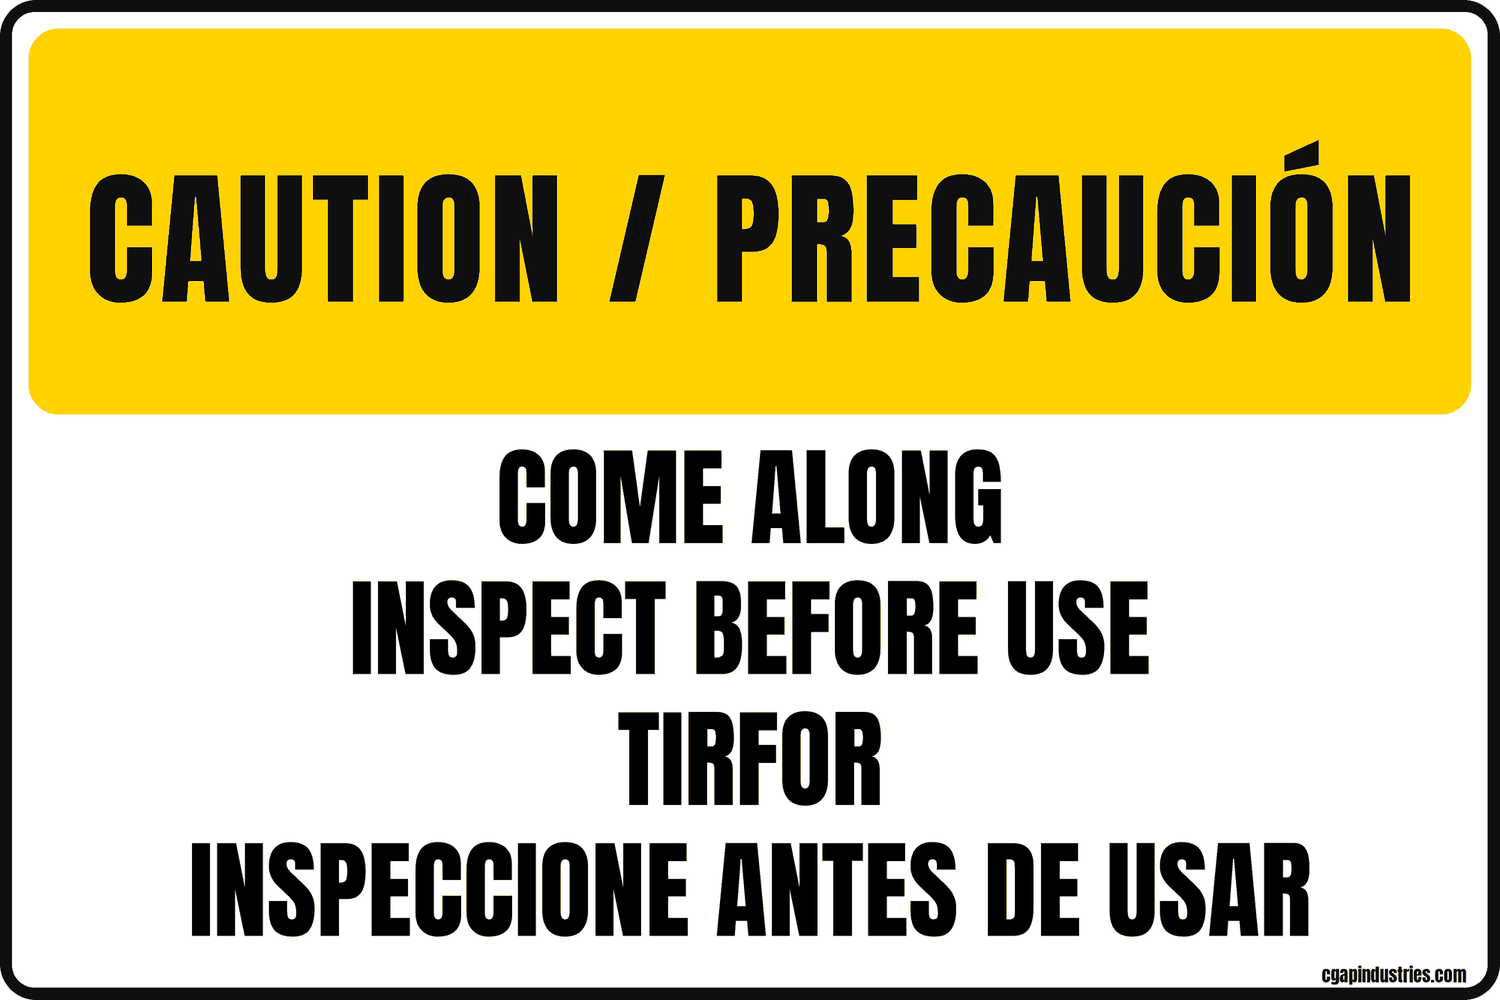 CAUTION / PRECAUCIÓN
COME ALONG
INSPECT BEFORE USE
TIRFOR
INSPECCIONE ANTES DE USAR
cgapindustries.com